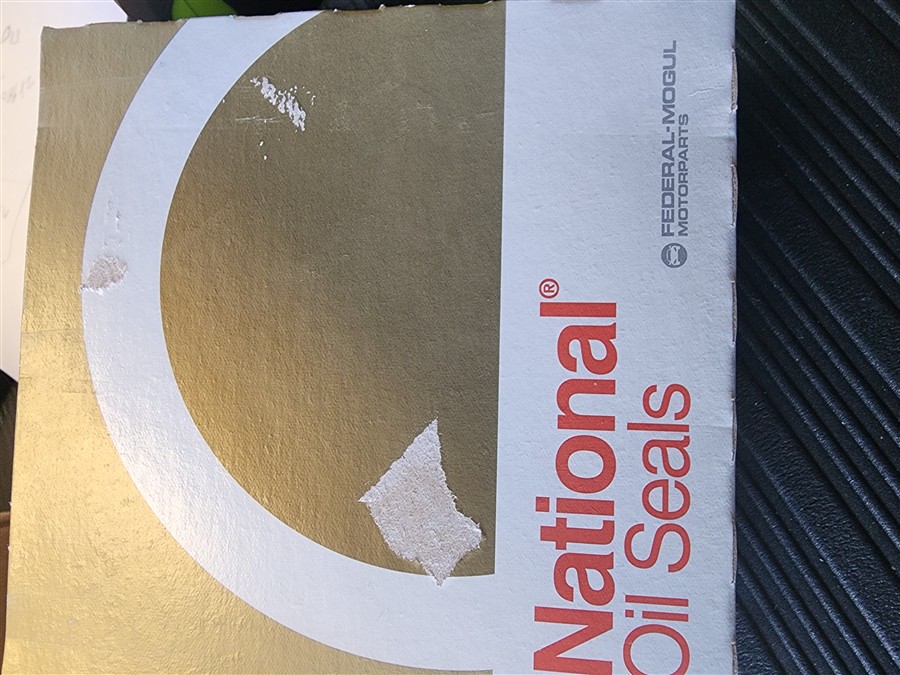 National®
Oil Seals
FEDERAL-MOGUL
MOTORPARTS